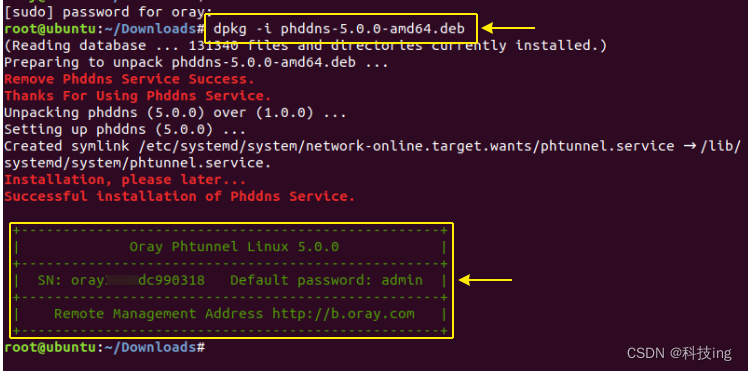 [sudo] password for oray:
root@ubuntu:~/Downloads# dpkg -i phddns-5.0.0-amd64.deb
(Reading database ... 131340 files and directories currently installed.)
Preparing to unpack phddns-5.0.0-amd64.deb ...
Remove Phddns Service Success.
Thanks For Using Phddns Service.
Unpacking phddns (5.0.0) over (1.0.0) ...
Setting up phddns (5.0.0) ...
Created symlink /etc/systemd/system/network-online.target.wants/phtunnel.service → /lib/
systemd/system/phtunnel.service.
Installation, please later...
Successful installation of Phddns Service.
+--------------------------------------------------+
| Oray Phtunnel Linux 5.0.0 |
+--------------------------------------------------+
| SN: oray dc990318 Default password: admin |
+--------------------------------------------------+
| Remote Management Address http://b.oray.com |
+--------------------------------------------------+
root@ubuntu:~/Downloads#
CSDN @科技ing